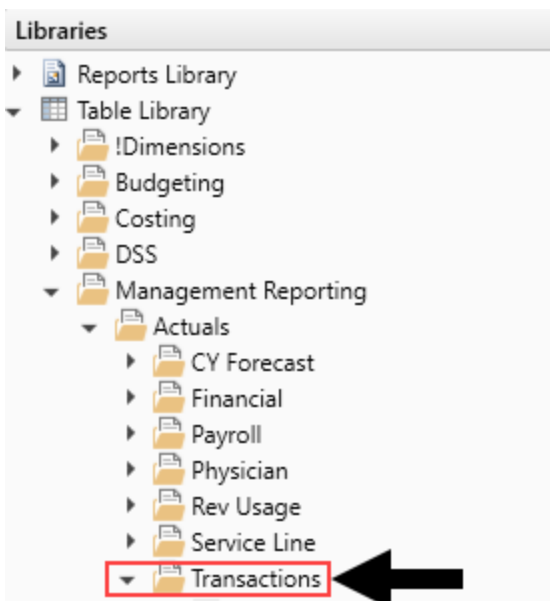 Libraries
Reports Library
Table Library
!Dimensions
Budgeting
Costing
DSS
Management Reporting
Actuals
CY Forecast
Financial
Payroll
Physician
Rev Usage
Service Line
Transactions